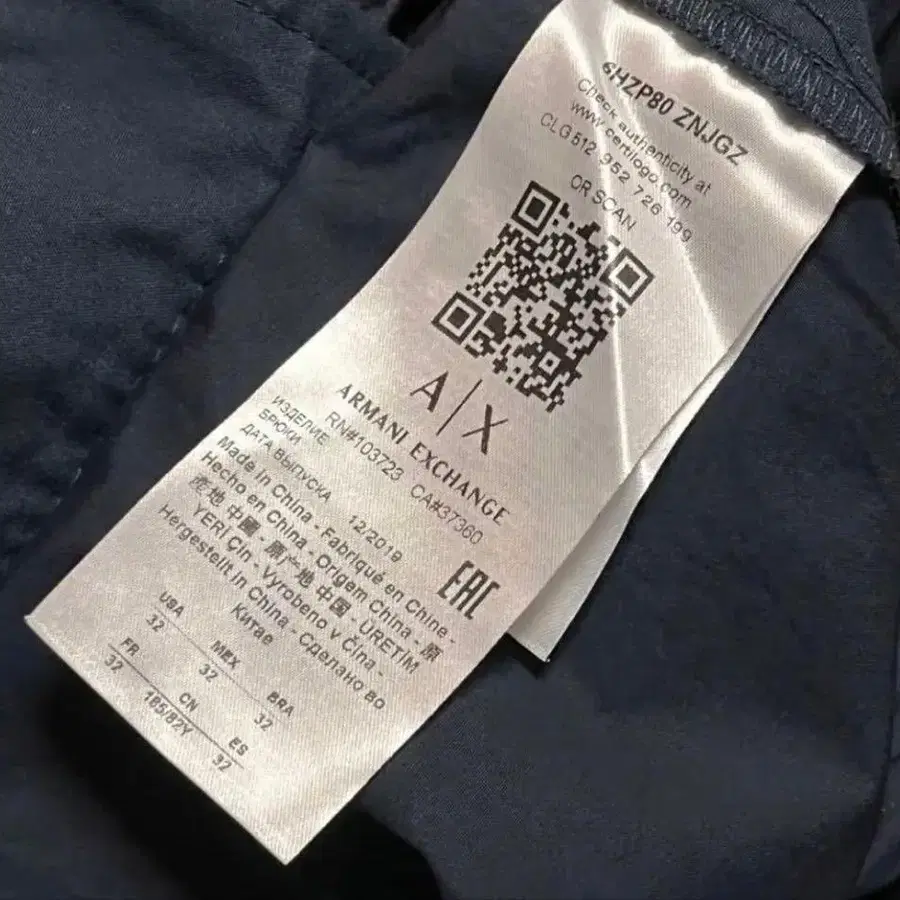 6HZP80 ZNJGZ
Check authenticity at
www.certilogo.com
CLG 512 952 726 199
OR SCAN
A|X
ARMANI EXCHANGE
RN#103723 CA#37360
ИЗДЕЛИЕ
БРЮКИ
ДАТА ВЫПУСКА 12/2019
EAC
Made in China - Fabriqué en Chine -
Hecho en China - Origem China - 原
産地 中國 - 原产地 中国 - ÜRETİM
YERİ Çin - Vyrobeno v Čína -
Hergestellt in China - Сделано во
Китае
USA MEX BRA
32 32 32
FR CN ES
32 185/82Y 32